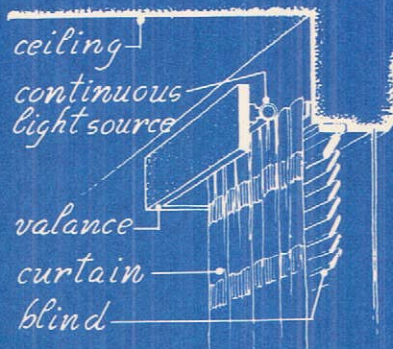 ceiling
continuous
light source
valance
curtain
blind